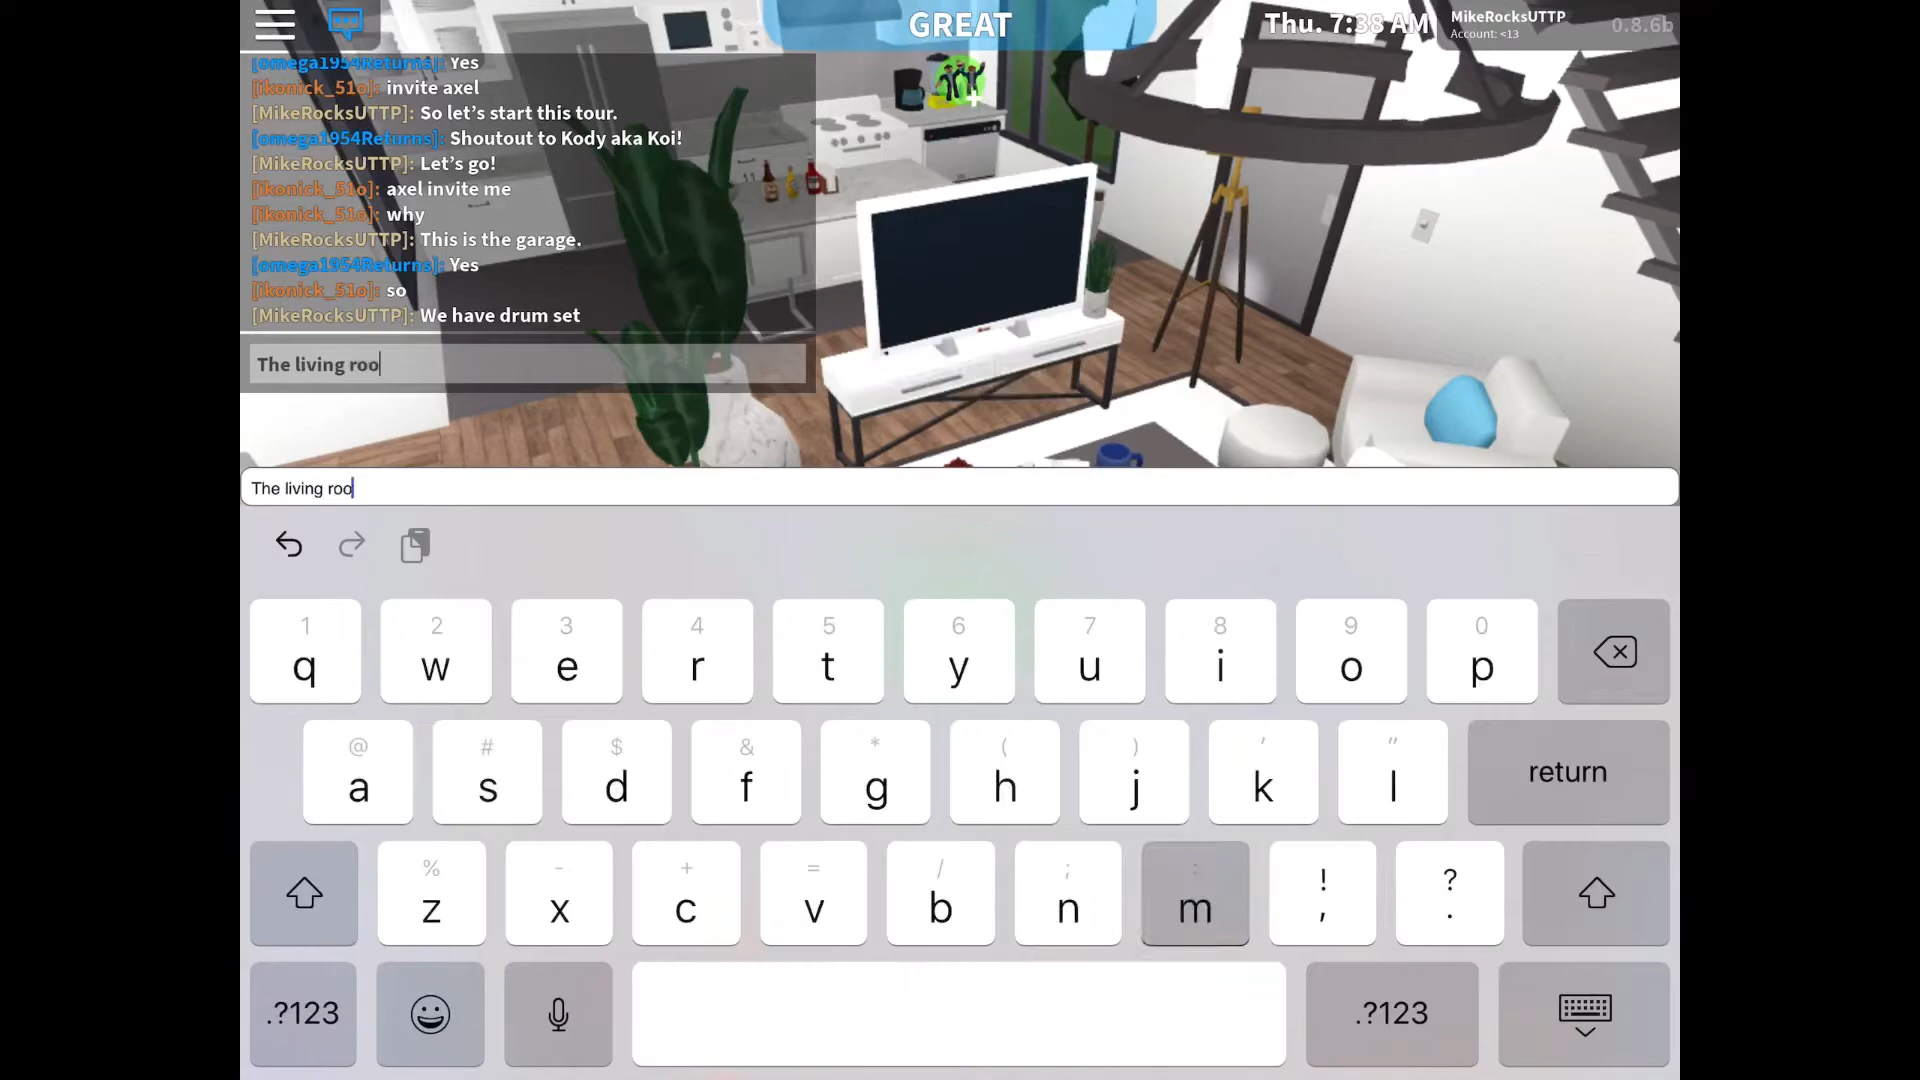 GREAT
Thu. 7:38 AM
MikeRocksUTTP
Account: <13
0.8.6b
[omega1954Returns]: Yes
[ikonick_51o]: invite axel
[MikeRocksUTTP]: So let’s start this tour.
[omega1954Returns]: Shoutout to Kody aka Koi!
[MikeRocksUTTP]: Let’s go!
[ikonick_51o]: axel invite me
[ikonick_51o]: why
[MikeRocksUTTP]: This is the garage.
[omega1954Returns]: Yes
[ikonick_51o]: so
[MikeRocksUTTP]: We have drum set
The living roo
The living roo
1 2 3 4 5 6 7 8 9 0
q w e r t y u i o p
@ # $ & * ( ) ' "
a s d f g h j k l return
% - + = / ; : ! ?
z x c v b n m , .
.?123 .?123